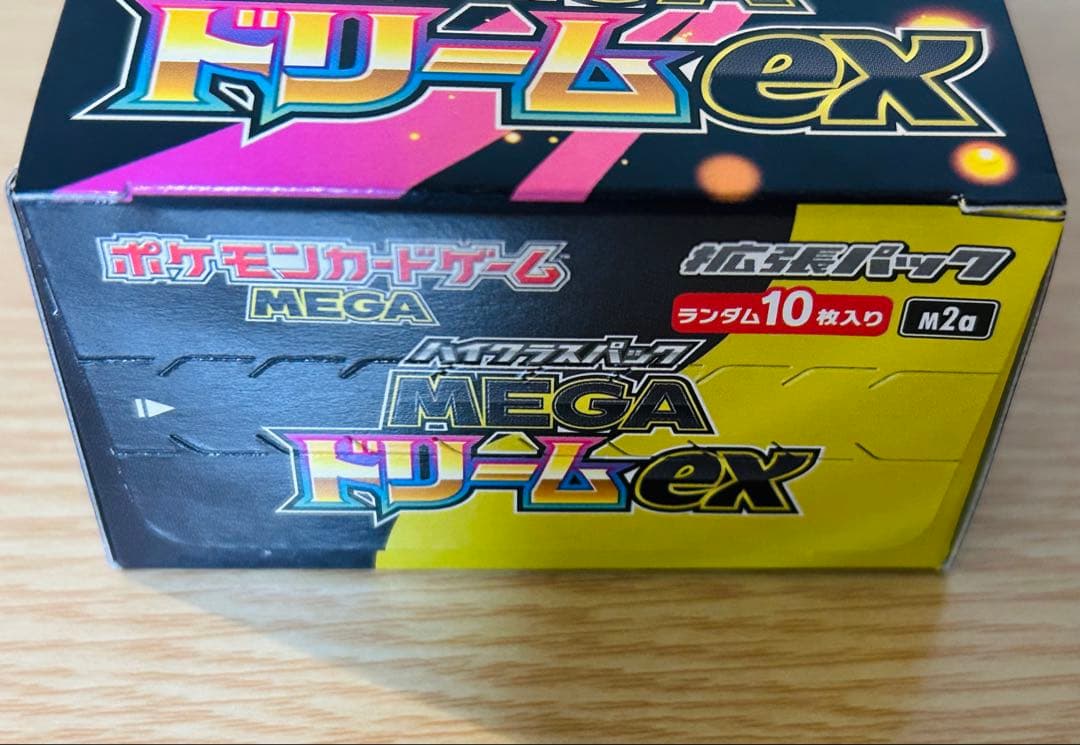 ドリームex
ポケモンカードゲーム
MEGA
拡張パック
ランダム10枚入り
M2a
ハイクラスパック
MEGA
ドリームex